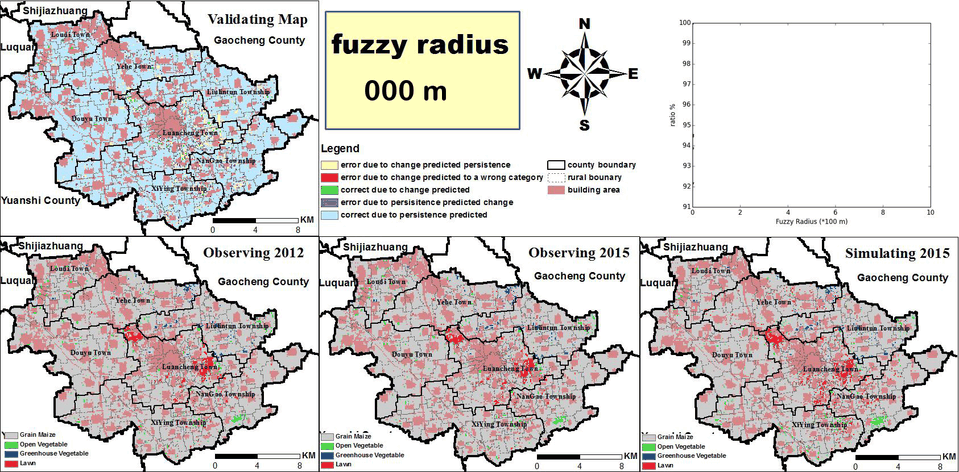 Shijiazhuang
Validating Map
Gaocheng County
Luquan
Loudi Town
Yehe Town
Liulintun Township
Douyu Town
Luancheng Town
NanGao Township
XiYing Township
Yuanshi County
0 4 8 KM
fuzzy radius
000 m
N
W E
S
Legend
error due to change predicted persistence
error due to change predicted to a wrong category
correct due to change predicted
error due to persisitence predicted change
correct due to persistence predicted
county boundary
rural bounary
building area
ratio %
100
99
98
97
96
95
94
93
92
91
0 2 4 6 8 10
Fuzzy Radius (*100 m)
Shijiazhuang
Observing 2012
Gaocheng County
Luquan
Loudi Town
Yehe Town
Liulintun Township
Douyu Town
Luancheng Town
NanGao Township
XiYing Township
Grain Maize
Open Vegetable
Greenhouse Vegetable
Lawn
0 4 8 KM
Shijiazhuang
Observing 2015
Gaocheng County
Luquan
Loudi Town
Yehe Town
Liulintun Township
Douyu Town
Luancheng Town
NanGao Township
XiYing Township
Grain Maize
Open Vegetable
Greenhouse Vegetable
Lawn
0 4 8 KM
Shijiazhuang
Simulating 2015
Gaocheng County
Luquan
Loudi Town
Yehe Town
Liulintun Township
Douyu Town
Luancheng Town
NanGao Township
XiYing Township
Grain Maize
Open Vegetable
Greenhouse Vegetable
Lawn
0 4 8 KM